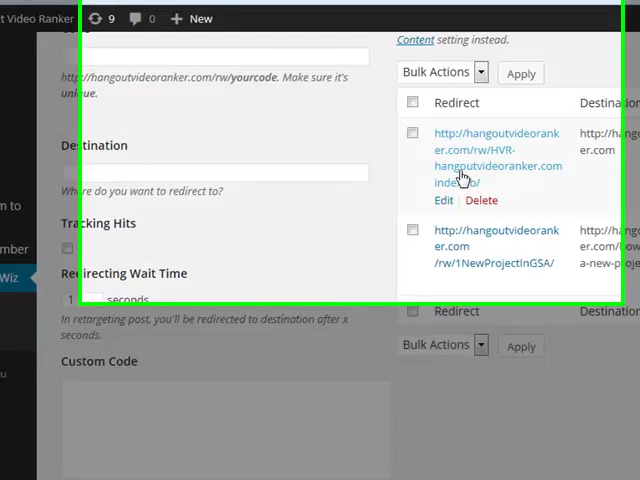 t Video Ranker 9 0 New
Content setting instead.
Bulk Actions Apply
http://hangoutvideoranker.com/rw/yourcode. Make sure it's
unique.
Redirect Destination
http://hangoutvideorank
er.com/rw/HVR-
hangoutvideoranker.com
http://hang
er.com
Edit | Delete
Destination
Where do you want to redirect to?
Tracking Hits
http://hangoutvideorank
er.com
/rw/1NewProjectInGSA/
http://hang
er.com/how
a-new-proje
m to
mber
Wiz
Redirecting Wait Time
1 seconds
In retargeting post, you'll be redirected to destination after x
seconds.
Redirect Destination
Bulk Actions Apply
Custom Code
u